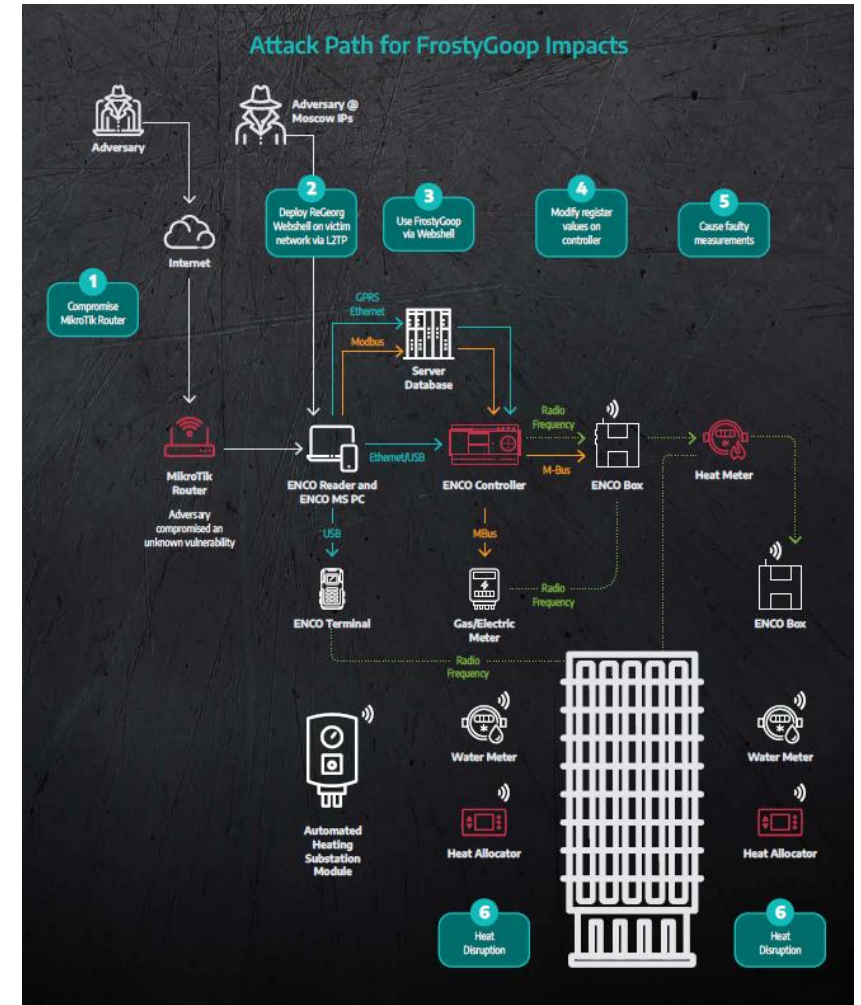 Attack Path for FrostyGoop Impacts
Adversary
Adversary @
Moscow IPs
Internet
1
Compromise
MikroTik Router
2
Deploy ReGeorg
Webshell on victim
network via L2TP
3
Use FrostyGoop
via Webshell
4
Modify register
values on
controller
5
Cause faulty
measurements
GPRS
Ethernet
Modbus
Server
Database
MikroTik
Router
Adversary
compromised an
unknown vulnerability
ENCO Reader and
ENCO MS PC
Ethernet/USB
ENCO Controller
Radio
Frequency
M-Bus
ENCO Box
Heat Meter
USB
MBus
ENCO Terminal
Gas/Electric
Meter
Radio
Frequency
ENCO Box
Radio
Frequency
Automated
Heating
Substation
Module
Water Meter
Water Meter
Heat Allocator
Heat Allocator
6
Heat
Disruption
6
Heat
Disruption